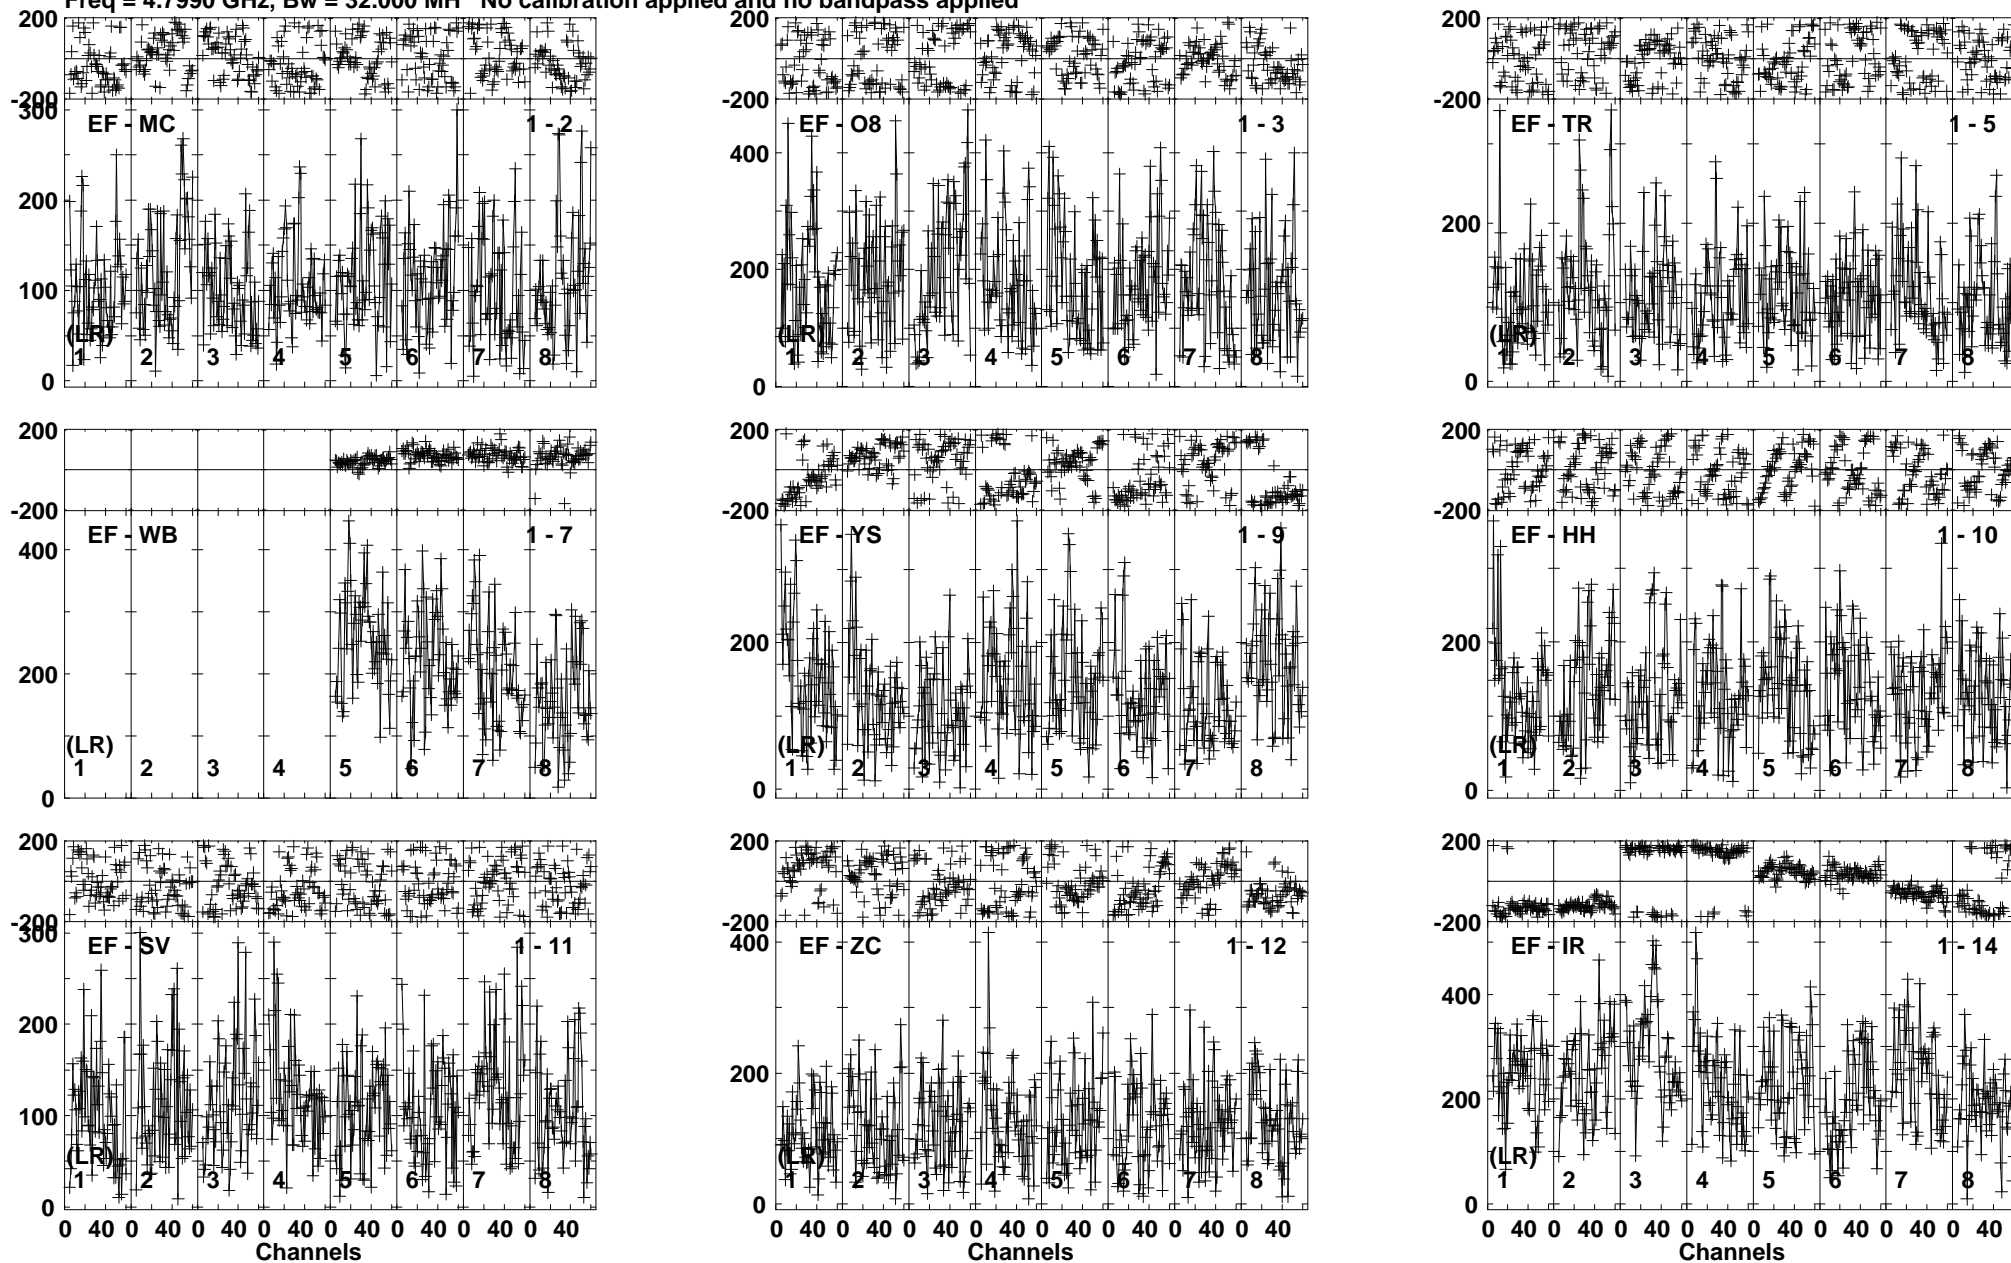 Freq = 4.7990 GHz, Bw = 32.000 MH No calibration applied and no bandpass applied
200 200 200
-200 -200 -200
300
EF - MC 1 - 2 EF - O8 1 - 3 EF - TR 1 - 5
400
200 200 200
100
(LR) (LR) (LR)
1 2 3 4 5 6 7 8 1 2 3 4 5 6 7 8 1 2 3 4 5 6 7 8
0 0 0
200 200 200
-200 -200 -200
EF - WB 1 - 7 EF - YS 1 - 9 EF - HH 1 - 10
400
200 200 200
(LR) (LR) (LR)
1 2 3 4 5 6 7 8 1 2 3 4 5 6 7 8 1 2 3 4 5 6 7 8
0 0 0
200 200 200
-200 -200 -200
300
EF - SV 1 - 11 EF - ZC 1 - 12 EF - IR 1 - 14
400 400
200 200 200
100
(LR) (LR) (LR)
1 2 3 4 5 6 7 8 1 2 3 4 5 6 7 8 1 2 3 4 5 6 7 8
0 0 0
0 40 0 40 0 40 0 40 0 40 0 40 0 40 0 40 0 40 0 40 0 40 0 40 0 40 0 40 0 40 0 40 0 40 0 40 0 40 0 40 0 40 0 40 0 40 0 40
Channels Channels Channels